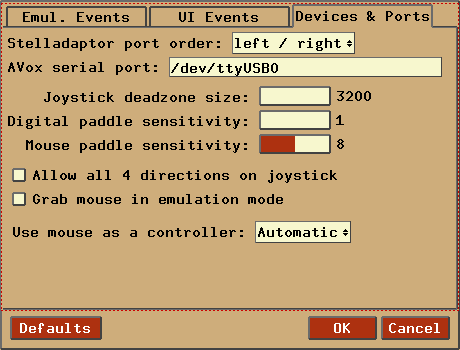 Emul. Events UI Events Devices & Ports
Stelladaptor port order: left / right
AVox serial port: /dev/ttyUSB0
Joystick deadzone size: 3200
Digital paddle sensitivity: 1
Mouse paddle sensitivity: 8
Allow all 4 directions on joystick
Grab mouse in emulation mode
Use mouse as a controller: Automatic
Defaults OK Cancel